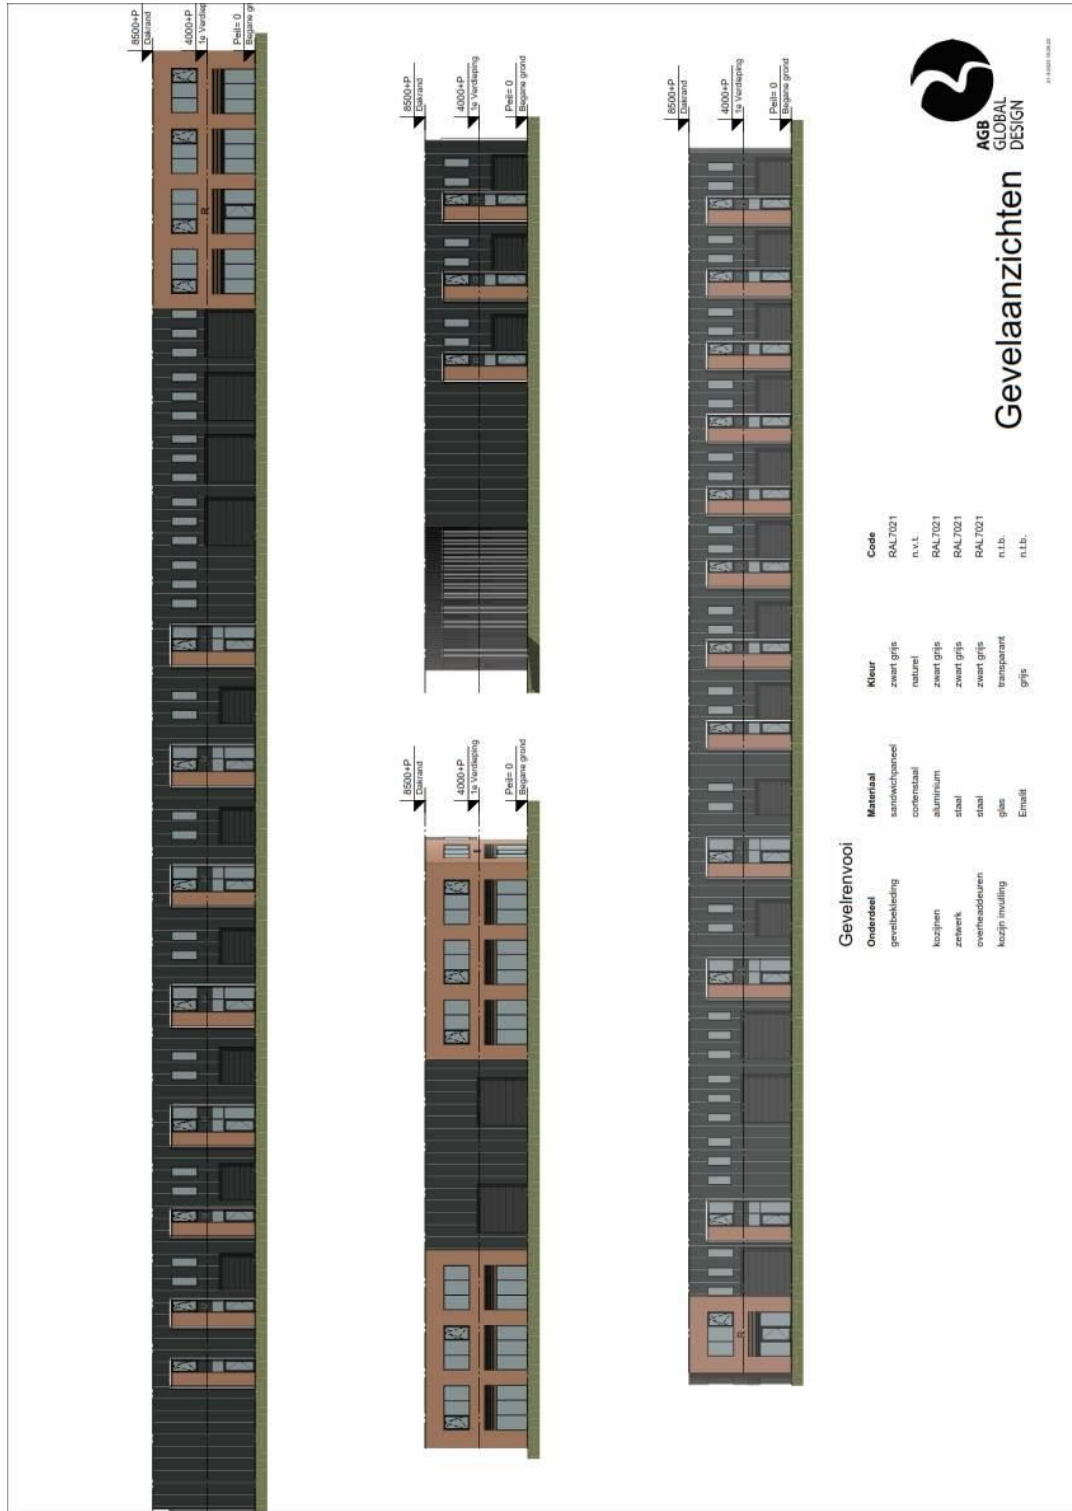 8500+P
Dakrand
4000+P
1e Verdieping
Peil= 0
Begane gr
R
8500+P
Dakrand
4000+P
1e Verdieping
Peil= 0
Begane grond
8500+P
Dakrand
4000+P
1e Verdieping
Peil= 0
Begane grond
8500+P
Dakrand
4000+P
1e Verdieping
Peil= 0
Begane grond
Gevelrenvooi
Onderdeel Materiaal Kleur Code
gevelbekleding sandwichpaneel zwart grijs RAL7021
cortenstaal naturel n.v.t.
kozijnen aluminium zwart grijs RAL7021
zetwerk staal zwart grijs RAL7021
overheaddeuren staal zwart grijs RAL7021
kozijn invulling glas transparant n.t.b.
Emalit grijs n.t.b.
Gevelaanzichten
AGB
GLOBAL
DESIGN